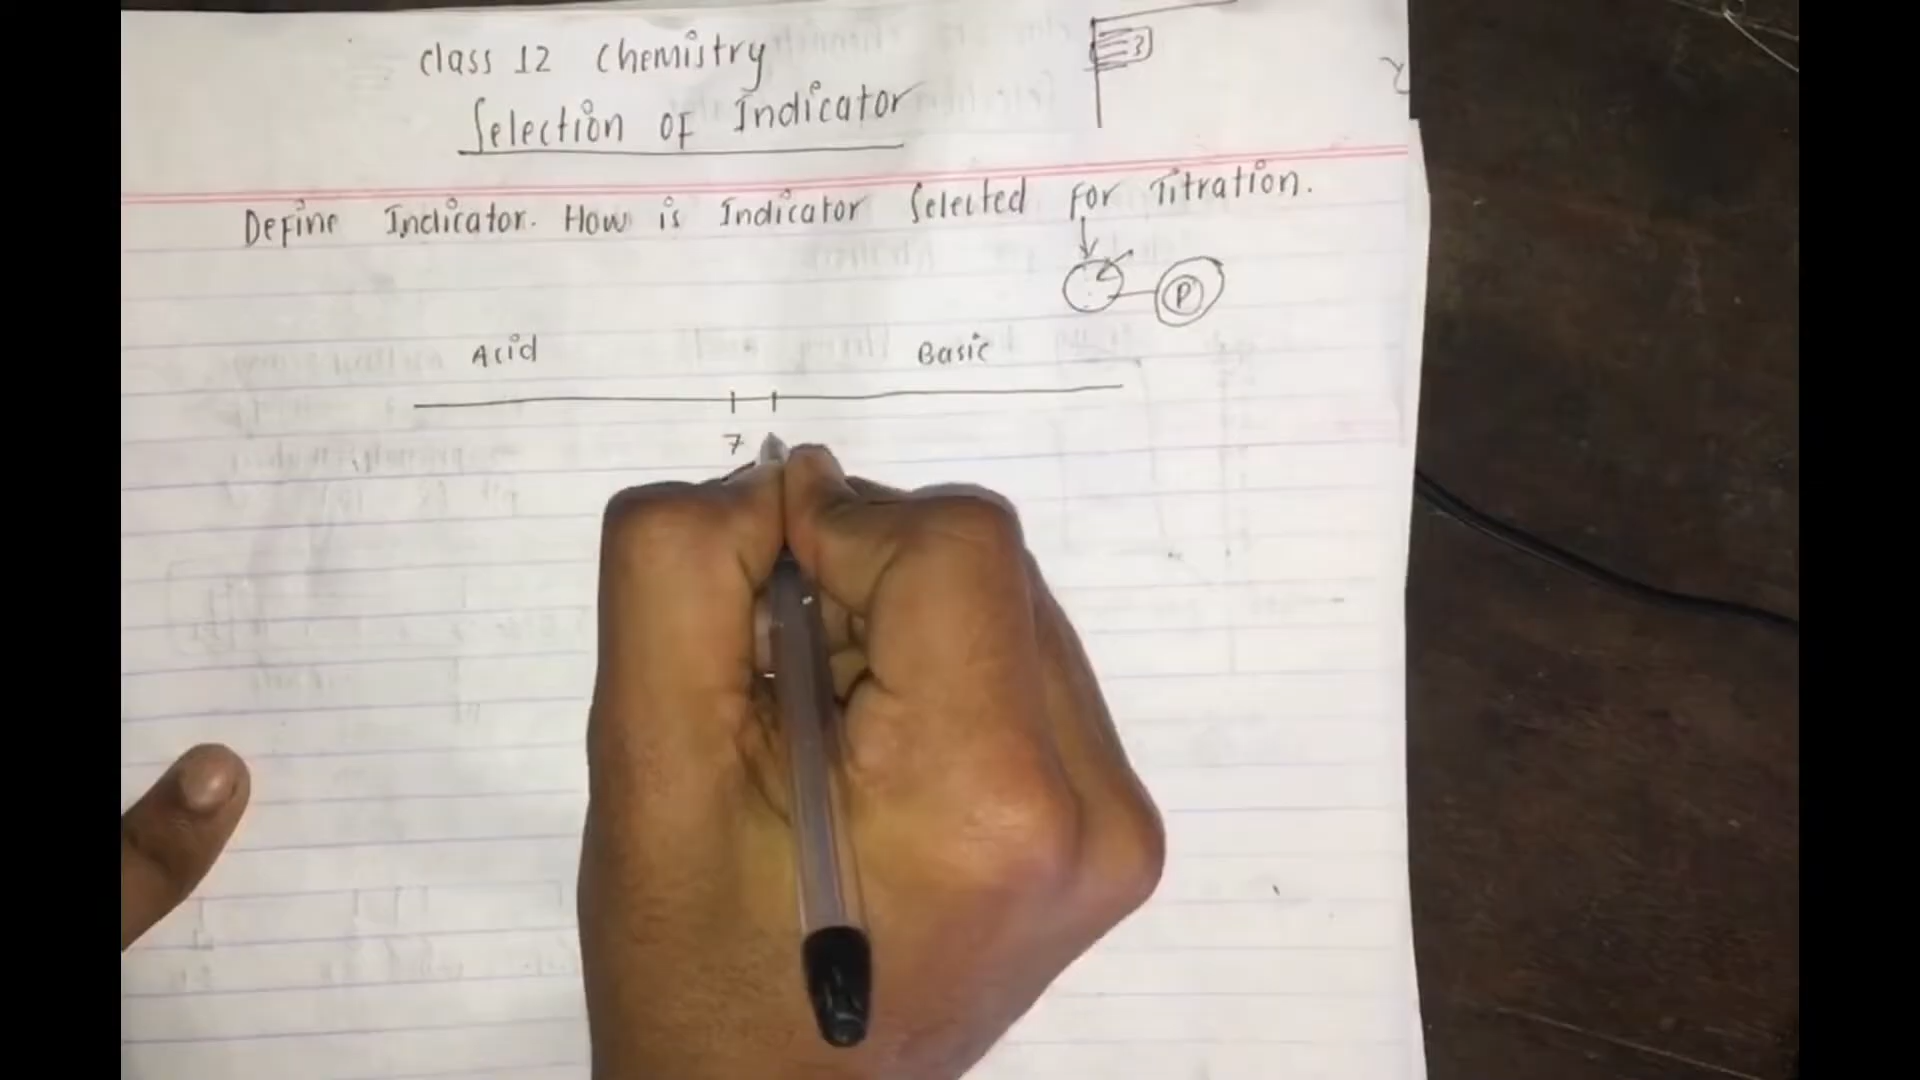 Class 12 Chemistry
Selection of Indicator
Define Indicator. How is Indicator Selected for Titration.
P
Acid Basic
7